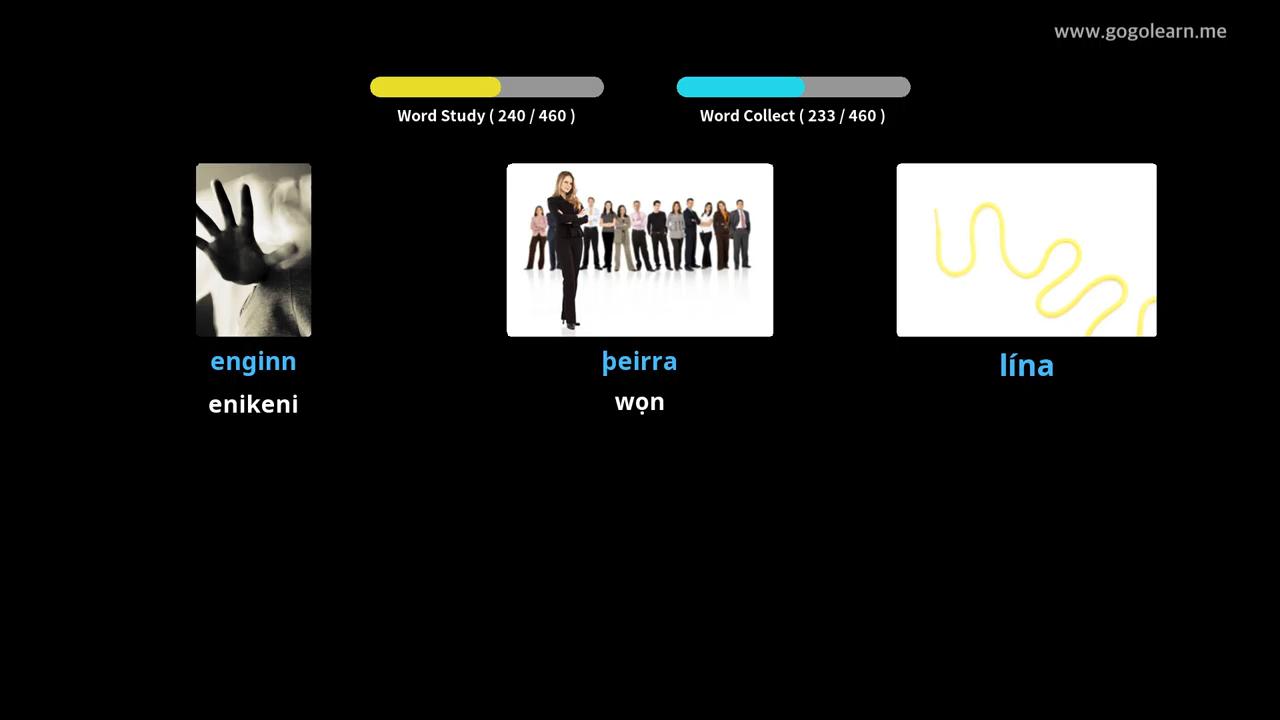 www.gogolearn.me
Word Study ( 240 / 460 )
Word Collect ( 233 / 460 )
enginn
enikeni
þeirra
wọn
lína